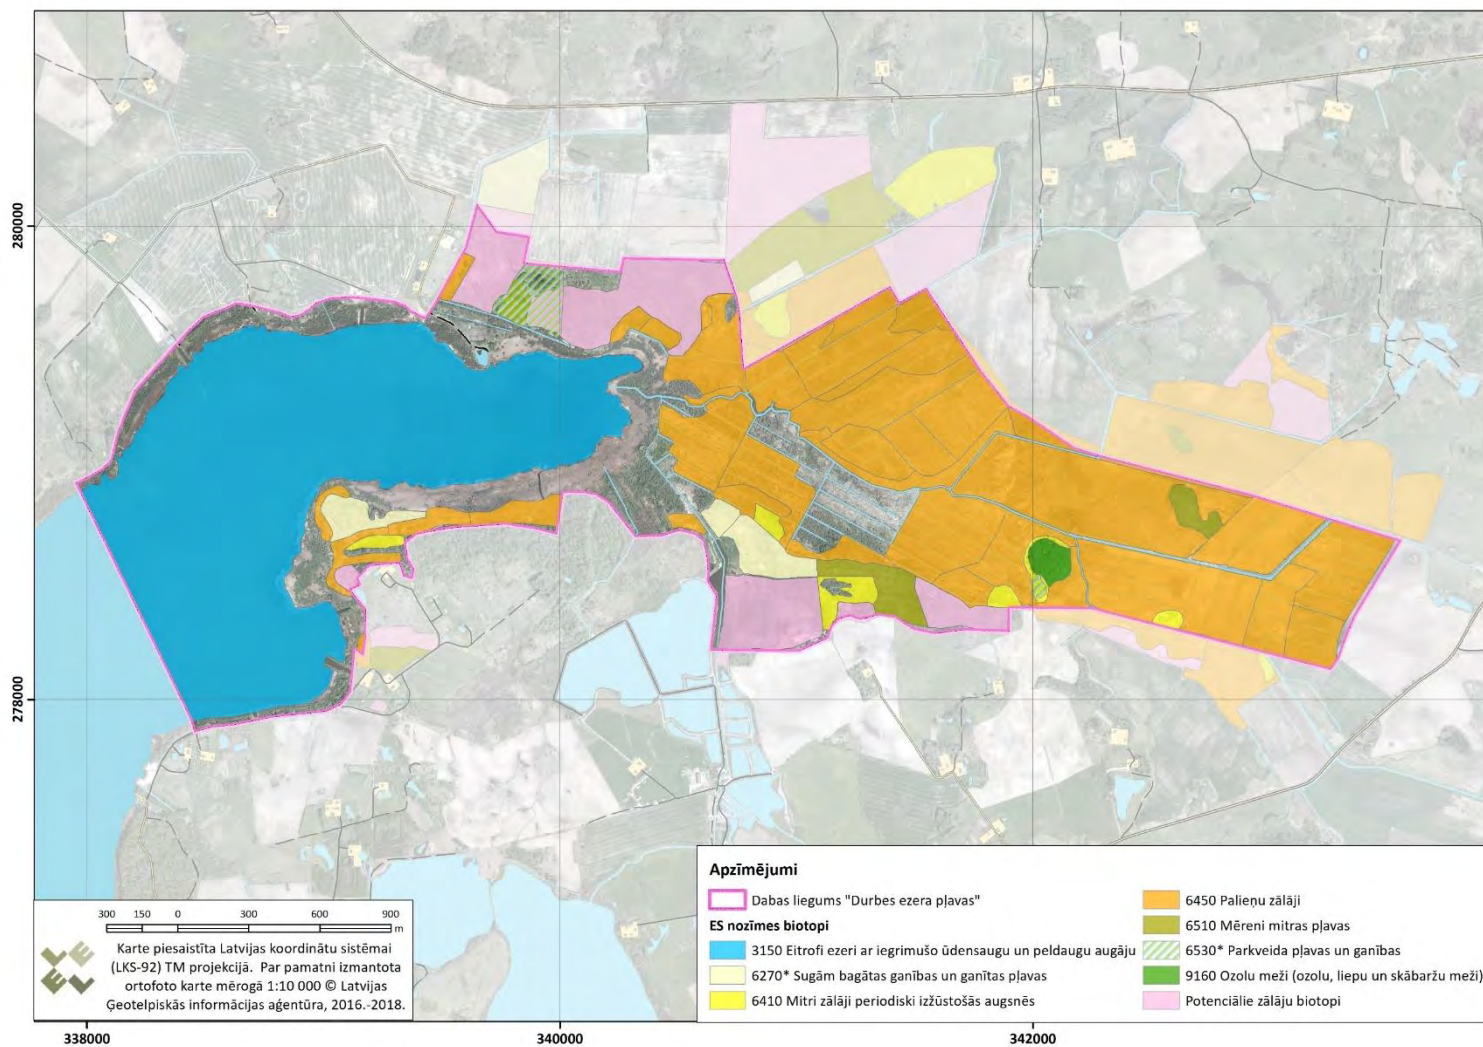 280000
278000
Apzīmējumi
Dabas liegums "Durbes ezera pļavas"
ES nozīmes biotopi
3150 Eitrofi ezeri ar iegrimušo ūdensaugu un peldaugu augāju
6270* Sugām bagātas ganības un ganītas pļavas
6410 Mitri zālāji periodiski izžūstošās augsnēs
6450 Palieņu zālāji
6510 Mēreni mitras pļavas
6530* Parkveida pļavas un ganības
9160 Ozolu meži (ozolu, liepu un skābaržu meži)
Potenciālie zālāju biotopi
300 150 0 300 600 900
m
Karte piesaistīta Latvijas koordinātu sistēmai
(LKS-92) TM projekcijā. Par pamatni izmantota
ortofoto karte mērogā 1:10 000 © Latvijas
Ģeotelpiskās informācijas aģentūra, 2016.-2018.
338000
340000
342000